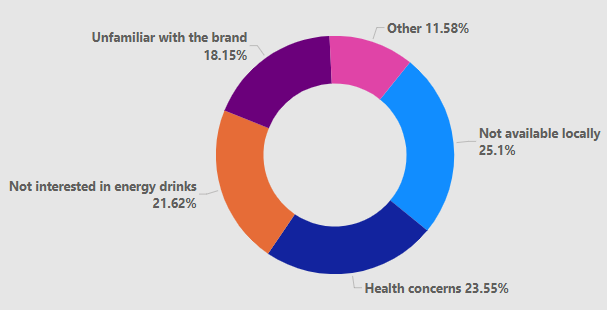 Other 11.58%
Unfamiliar with the brand
18.15%
Not available locally
25.1%
Not interested in energy drinks
21.62%
Health concerns 23.55%